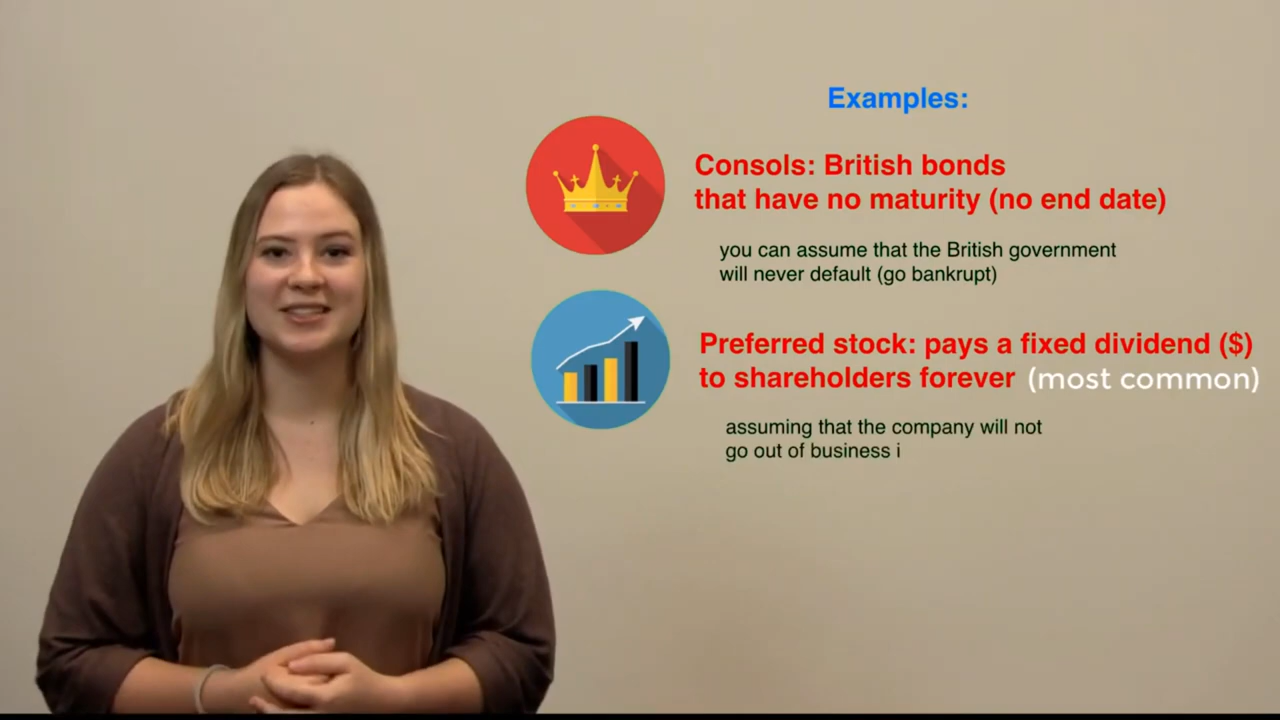 Examples:
Consols: British bonds
that have no maturity (no end date)
you can assume that the British government
will never default (go bankrupt)
Preferred stock: pays a fixed dividend ($)
to shareholders forever (most common)
assuming that the company will not
go out of business i